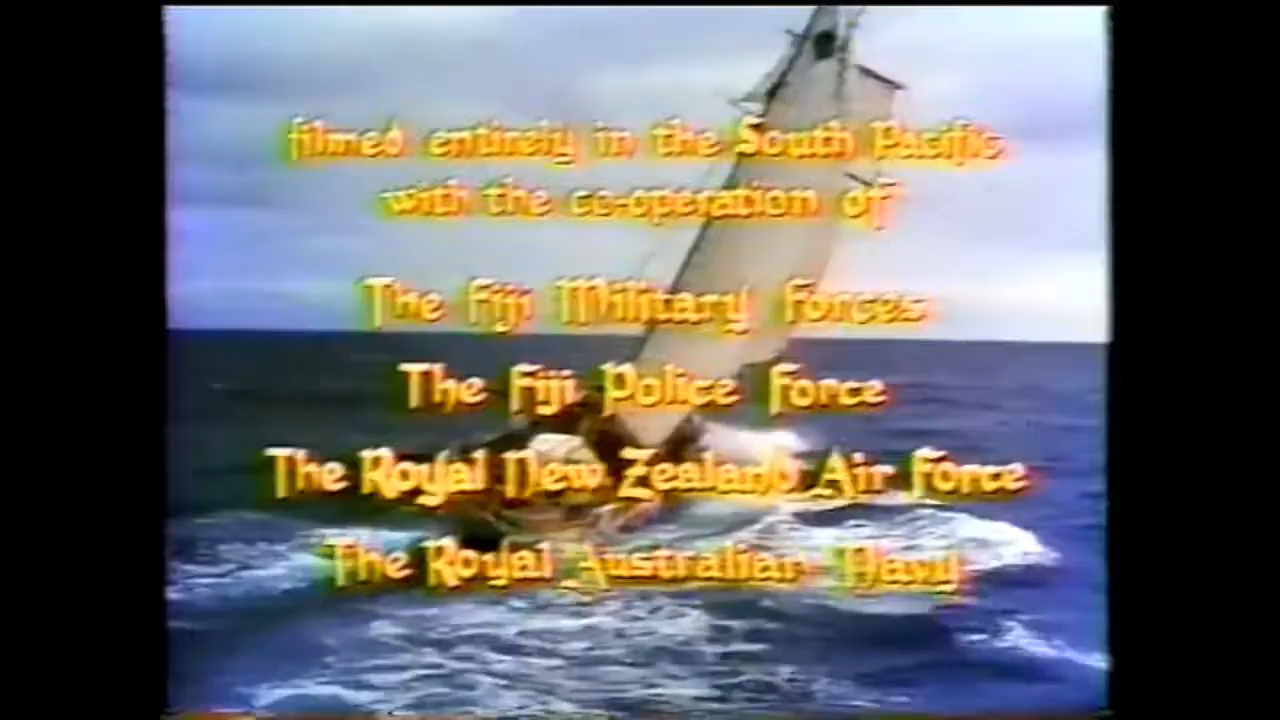 filmed entirely in the South Pacific
with the co-operation of
The Fiji Military Forces
The Fiji Police Force
The Royal New Zealand Air Force
The Royal Australian Navy